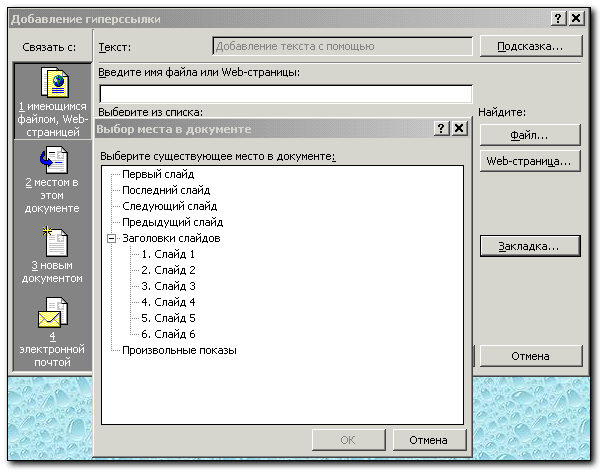 Добавление гиперссылки
Связать с:
Текст:
Добавление текста с помощью
Подсказка...
1 имеющимся
файлом, Web-
страницей
2 местом в
этом
документе
3 новым
документом
4
электронной
почтой
Введите имя файла или Web-страницы:
Выберите из списка:
Найдите:
Файл...
Web-страница...
Закладка...
Отмена
Выбор места в документе
Выберите существующее место в документе:
Первый слайд
Последний слайд
Следующий слайд
Предыдущий слайд
Заголовки слайдов
1. Слайд 1
2. Слайд 2
3. Слайд 3
4. Слайд 4
5. Слайд 5
6. Слайд 6
Произвольные показы
ОК
Отмена